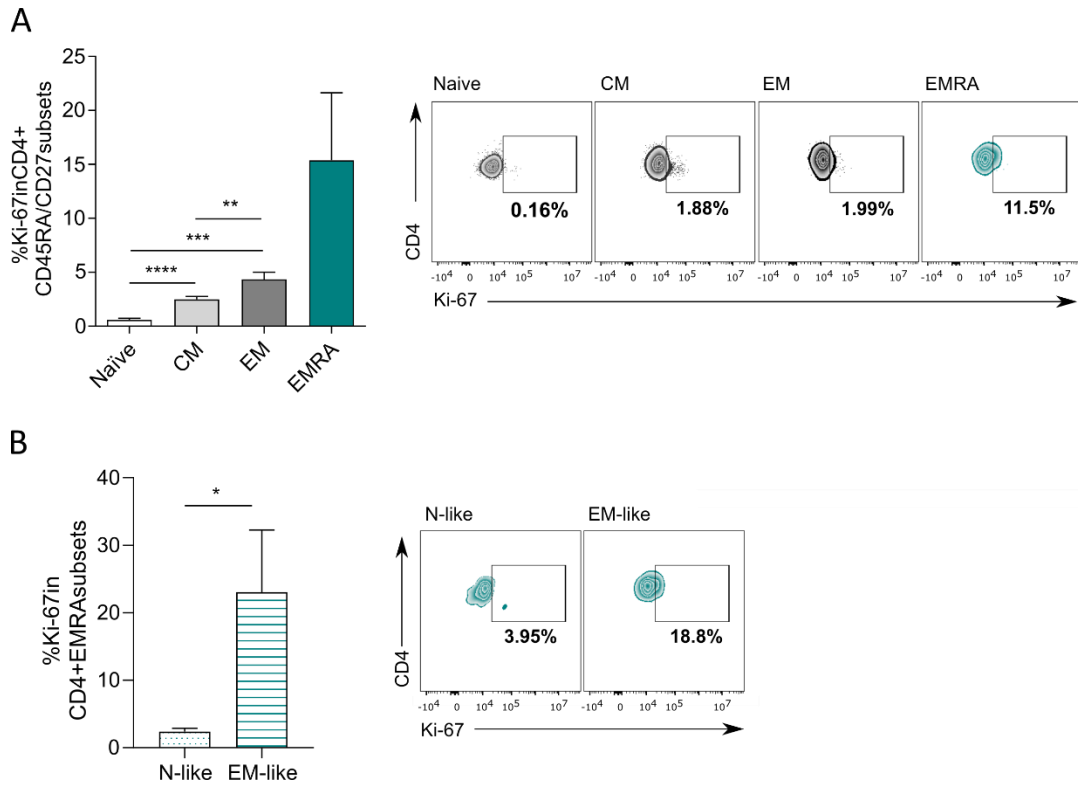 A
%Ki-67inCD4+
CD45RA/CD27subsets
25
20
15
10
5
0
**
***
****
Naïve
CM
EM
EMRA
Naive
CM
EM
EMRA
CD4
0.16%
1.88%
1.99%
11.5%
-10⁴ 0 10⁴ 10⁵ 10⁷
-10⁴ 0 10⁴ 10⁵ 10⁷
-10⁴ 0 10⁴ 10⁵ 10⁷
-10⁴ 0 10⁴ 10⁵ 10⁷
Ki-67
B
%Ki-67in
CD4+EMRAsubsets
40
30
20
10
0
*
N-like
EM-like
N-like
EM-like
CD4
3.95%
18.8%
-10⁴ 0 10⁴ 10⁵ 10⁷
-10⁴ 0 10⁴ 10⁵ 10⁷
Ki-67